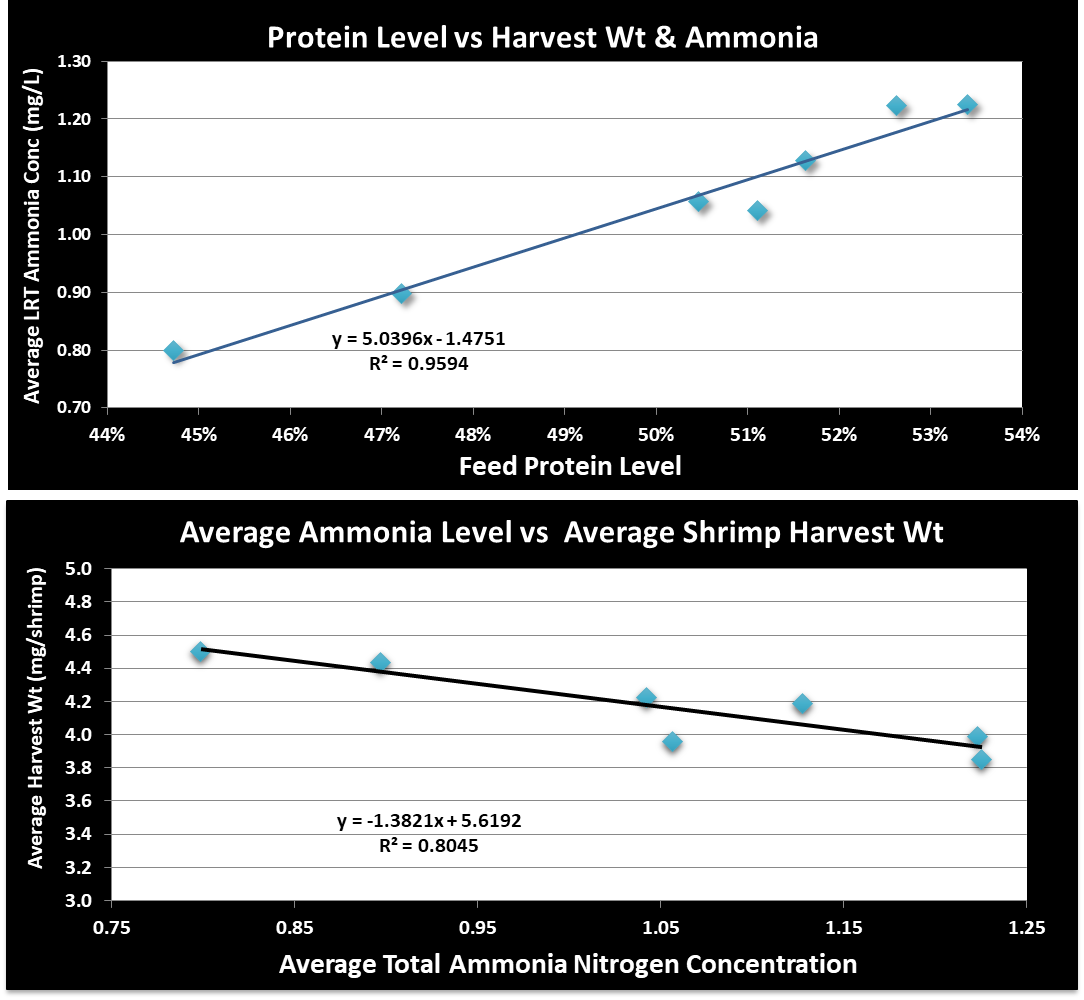 Protein Level vs Harvest Wt & Ammonia
Average LRT Ammonia Conc (mg/L)
1.30
1.20
1.10
1.00
0.90
0.80
0.70
y = 5.0396x - 1.4751
R² = 0.9594
44% 45% 46% 47% 48% 49% 50% 51% 52% 53% 54%
Feed Protein Level
Average Ammonia Level vs Average Shrimp Harvest Wt
Average Harvest Wt (mg/shrimp)
5.0
4.8
4.6
4.4
4.2
4.0
3.8
3.6
3.4
3.2
3.0
y = -1.3821x + 5.6192
R² = 0.8045
0.75 0.85 0.95 1.05 1.15 1.25
Average Total Ammonia Nitrogen Concentration